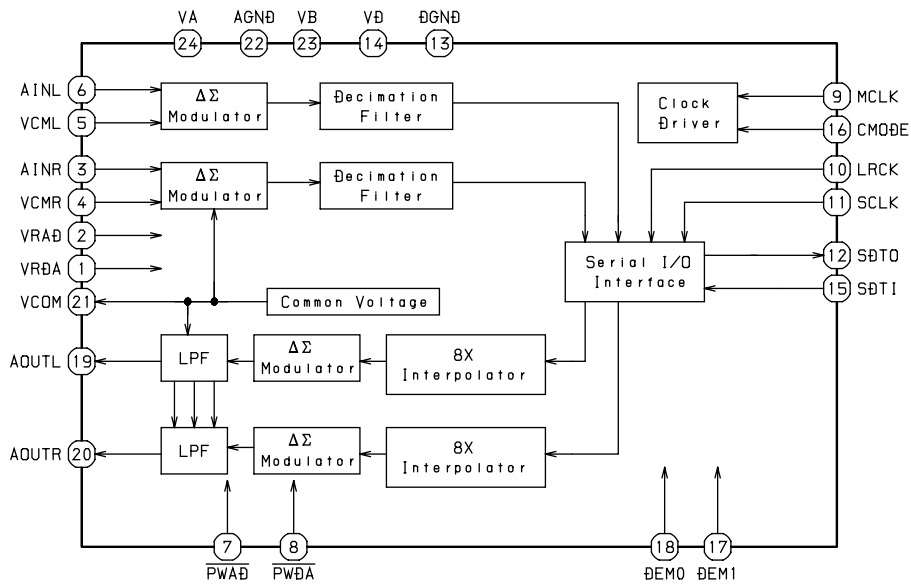 VA AGND VB VD DGND
24 22 23 14 13
AINL 6
VCML 5
ΔΣ
Modulator
Decimation
Filter
Clock
Driver
9 MCLK
16 CMODE
AINR 3
VCMR 4
ΔΣ
Modulator
Decimation
Filter
10 LRCK
11 SCLK
VRAD 2
VRDA 1
VCOM 21
Common Voltage
Serial I/O
Interface
12 SDTO
15 SDTI
AOUTL 19
LPF
ΔΣ
Modulator
8X
Interpolator
AOUTR 20
LPF
ΔΣ
Modulator
8X
Interpolator
7 8 18 17
PWAD PWDA DEM0 DEM1